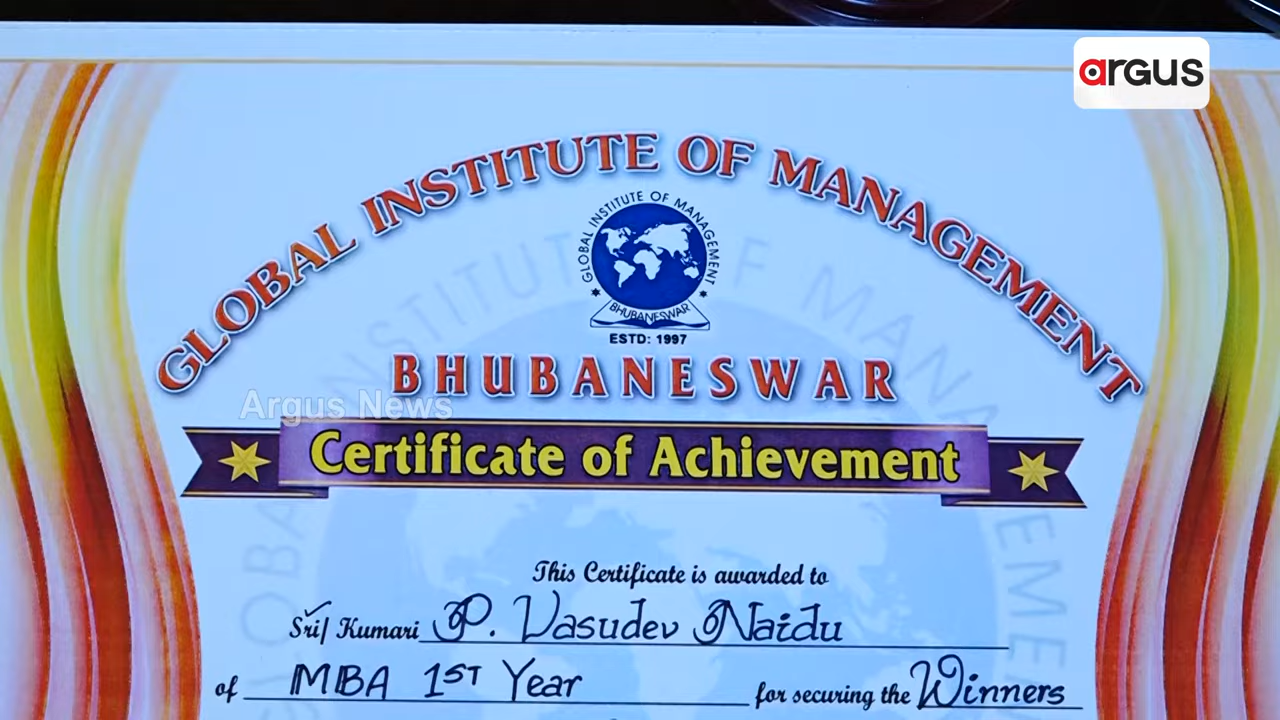 argus
GLOBAL INSTITUTE OF MANAGEMENT
GLOBAL INSTITUTE OF MANAGEMENT
BHUBANESWAR
ESTD: 1997
BHUBANESWAR
Argus News
Certificate of Achievement
This Certificate is awarded to
Sri/ Kumari P. Vasudev Naidu
of MBA 1ST Year for securing the Winners